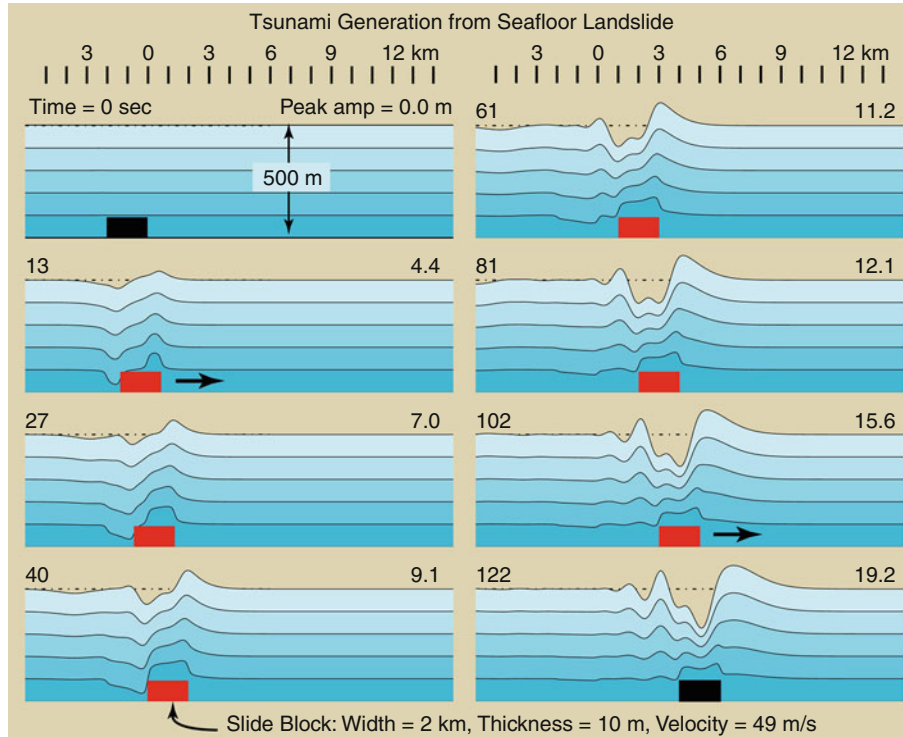 Tsunami Generation from Seafloor Landslide
3 0 3 6 9 12 km
3 0 3 6 9 12 km
Time = 0 sec Peak amp = 0.0 m
500 m
13 4.4
27 7.0
40 9.1
61 11.2
81 12.1
102 15.6
122 19.2
Slide Block: Width = 2 km, Thickness = 10 m, Velocity = 49 m/s